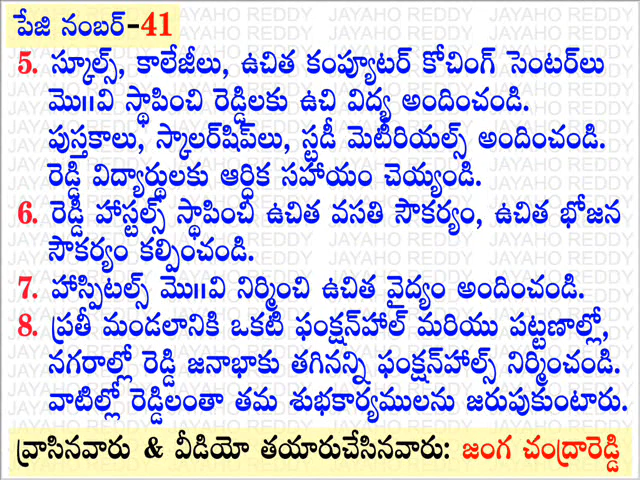 పేజి నంబర్-41
5. స్కూల్స్, కాలేజీలు, ఉచిత కంప్యూటర్ కోచింగ్ సెంటర్‌లు
మొ॥వి స్థాపించి రెడ్డిలకు ఉచి విద్య అందించండి.
పుస్తకాలు, స్కాలర్‌షిప్‌లు, స్టడీ మెటీరియల్స్ అందించండి.
రెడ్డి విద్యార్థులకు ఆర్ధిక సహాయం చెయ్యండి.
6. రెడ్డి హాస్టల్స్ స్థాపించి ఉచిత వసతి సౌకర్యం, ఉచిత భోజన
సౌకర్యం కల్పించండి.
7. హాస్పిటల్స్ మొ॥వి నిర్మించి ఉచిత వైద్యం అందించండి.
8. ప్రతీ మండలానికి ఒకటి ఫంక్షన్‌హాల్ మరియు పట్టణాల్లో,
నగరాల్లో రెడ్డి జనాభాకు తగినన్ని ఫంక్షన్‌హాల్స్ నిర్మించండి.
వాటిల్లో రెడ్డిలంతా తమ శుభకార్యములను జరుపుకుంటారు.
వ్రాసినవారు & వీడియో తయారుచేసినవారు: జంగ చంద్రారెడ్డి
JAYAHO REDDY